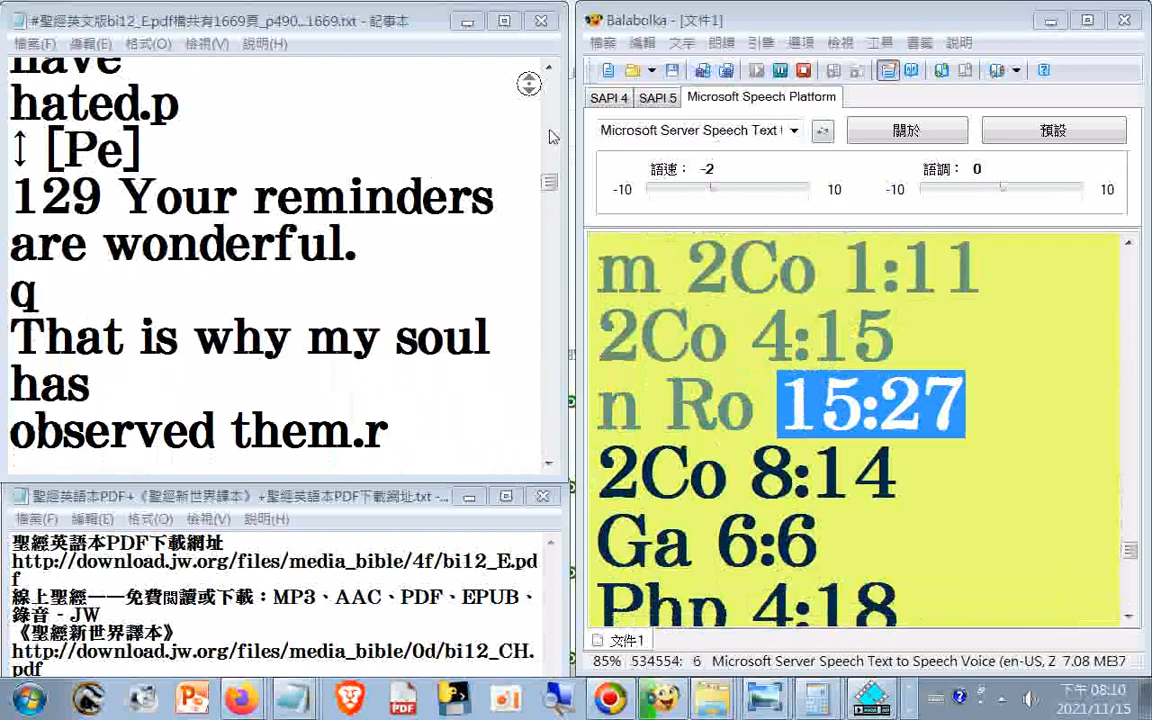 #聖經英文版bi12_E.pdf檔共有1669頁_p490...1669.txt - 記事本
檔案(F) 編輯(E) 格式(O) 檢視(V) 說明(H)
have
hated.p
↕ [Pe]
129 Your reminders
are wonderful.
q
That is why my soul
has
observed them.r
聖經英語本PDF+《聖經新世界譯本》+聖經英語本PDF下載網址.txt -...
檔案(F) 編輯(E) 格式(O) 檢視(V) 說明(H)
聖經英語本PDF下載網址
http://download.jw.org/files/media_bible/4f/bi12_E.pd
f
線上聖經——免費閱讀或下載：MP3、AAC、PDF、EPUB、
錄音 - JW
《聖經新世界譯本》
http://download.jw.org/files/media_bible/0d/bi12_CH.
pdf
Balabolka - [文件1]
檔案 編輯 文字 朗讀 引擎 選項 檢視 工具 書籤 說明
SAPI 4 SAPI 5 Microsoft Speech Platform
Microsoft Server Speech Text 關於 預設
語速： -2 語調： 0
-10 10 -10 10
m 2Co 1:11
2Co 4:15
n Ro 15:27
2Co 8:14
Ga 6:6
Php 4:18
文件1
85% 534554: 6 Microsoft Server Speech Text to Speech Voice (en-US, Z 7.08 ME37
PDF
下午 08:10
2021/11/15